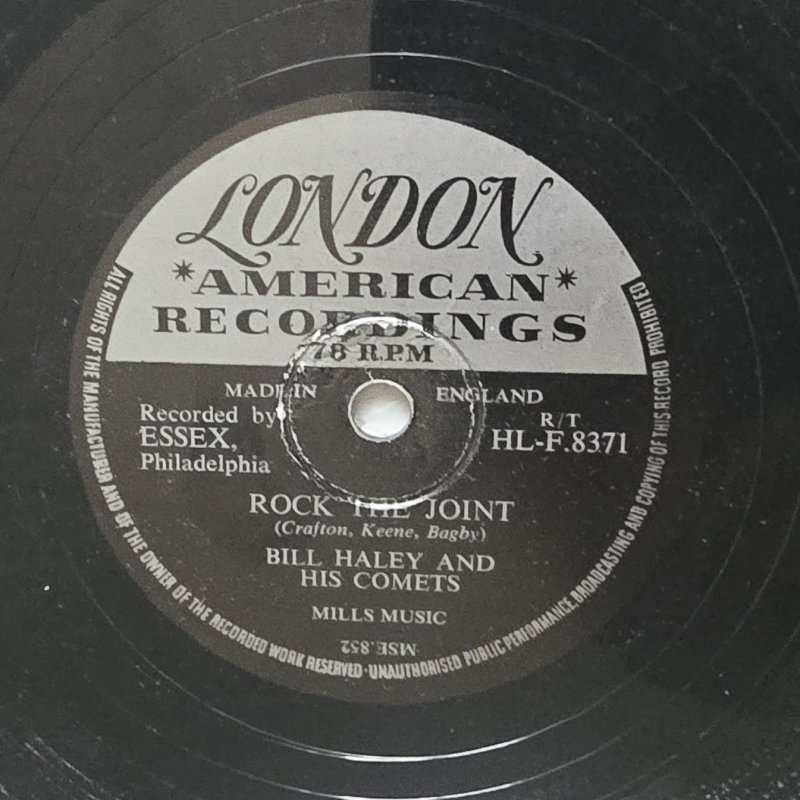 LONDON
*AMERICAN*
RECORDINGS
78 R.P.M
MADE IN ENGLAND
Recorded by
ESSEX,
Philadelphia
R/T
HL-F.8371
ROCK THE JOINT
(Crafton, Keene, Bagby)
BILL HALEY AND
HIS COMETS
MILLS MUSIC
MSE.852
ALL RIGHTS OF THE MANUFACTURER AND OF THE OWNER OF THE RECORDED WORK RESERVED·UNAUTHORISED PUBLIC PERFORMANCE, BROADCASTING AND COPYING OF THIS RECORD PROHIBITED